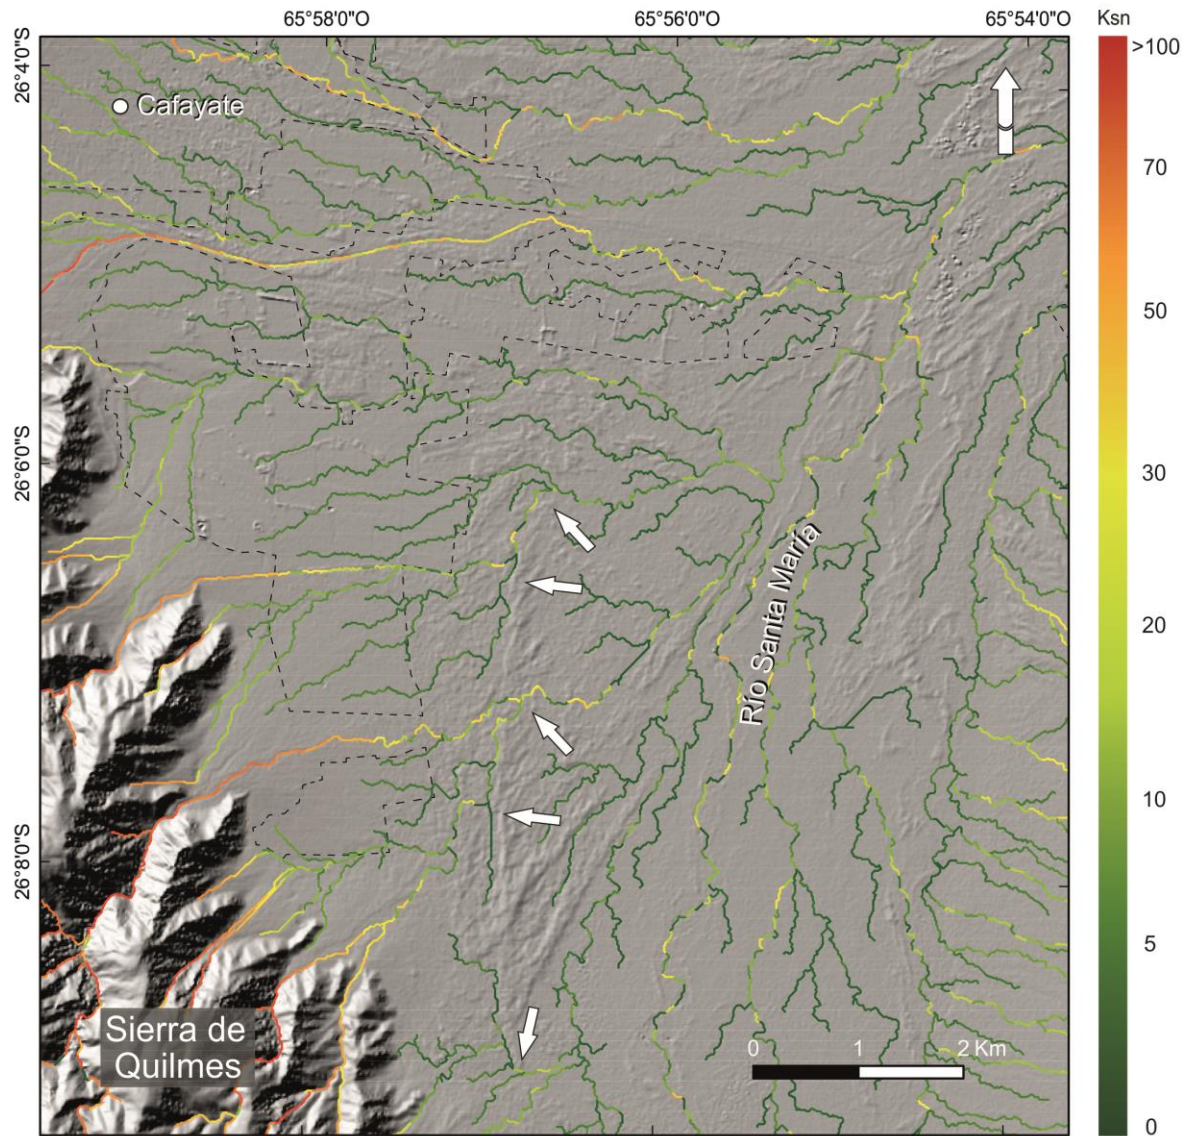 65°58'0"O 65°56'0"O 65°54'0"O Ksn
26°4'0"S
>100
Cafayate
70
50
26°6'0"S
30
Río Santa María
20
10
26°8'0"S
5
Sierra de
Quilmes
0 1 2 Km
0